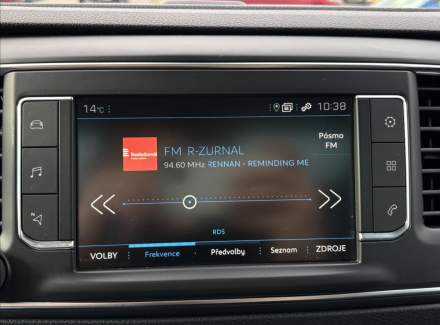 14°C
10:38
Pásmo
FM
FM R-ZURNAL
94.60 MHz RENNAN - REMINDING ME
Radiožurnál
RDS
VOLBY Frekvence Předvolby Seznam ZDROJE